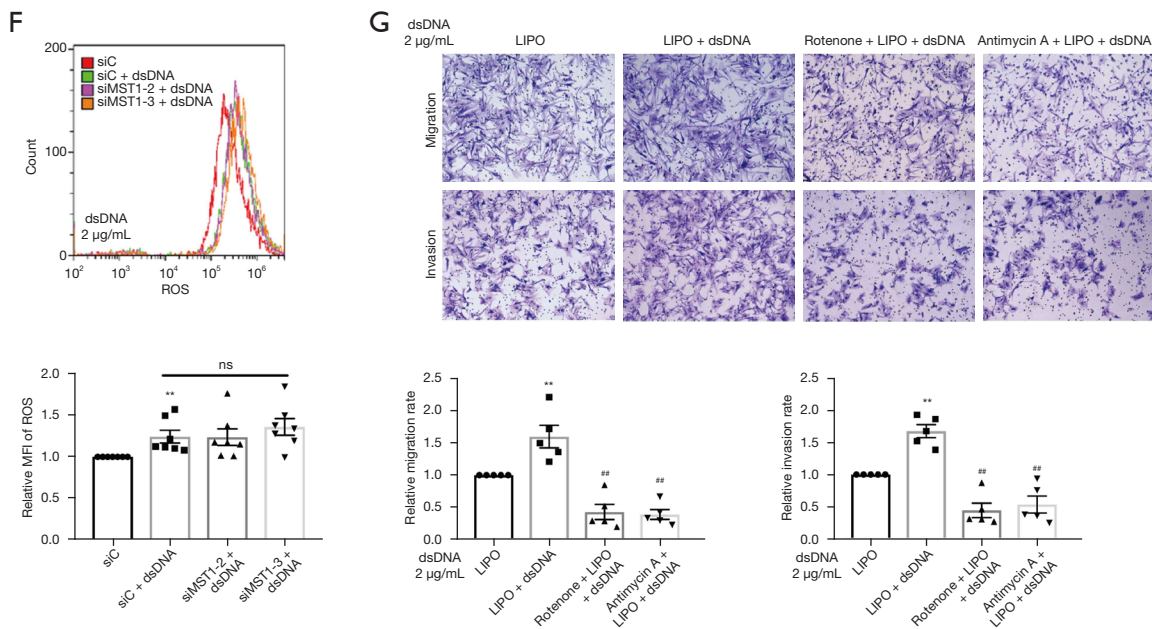 F
200
100
0
Count
siC
siC + dsDNA
siMST1-2 + dsDNA
siMST1-3 + dsDNA
dsDNA
2 μg/mL
10² 10³ 10⁴ 10⁵ 10⁶
ROS
ns
**
2.0
1.5
1.0
0.5
0.0
Relative MFI of ROS
siC
siC + dsDNA
siMST1-2 +
dsDNA
siMST1-3 +
dsDNA
G
dsDNA
2 μg/mL
LIPO
LIPO + dsDNA
Rotenone + LIPO + dsDNA
Antimycin A + LIPO + dsDNA
Migration
Invasion
2.5
2.0
1.5
1.0
0.5
0.0
Relative migration rate
**
##
##
dsDNA
2 μg/mL
LIPO
LIPO + dsDNA
Rotenone + LIPO
+ dsDNA
Antimycin A +
LIPO + dsDNA
2.5
2.0
1.5
1.0
0.5
0.0
Relative invasion rate
**
##
##
dsDNA
2 μg/mL
LIPO
LIPO + dsDNA
Rotenone + LIPO
+ dsDNA
Antimycin A +
LIPO + dsDNA